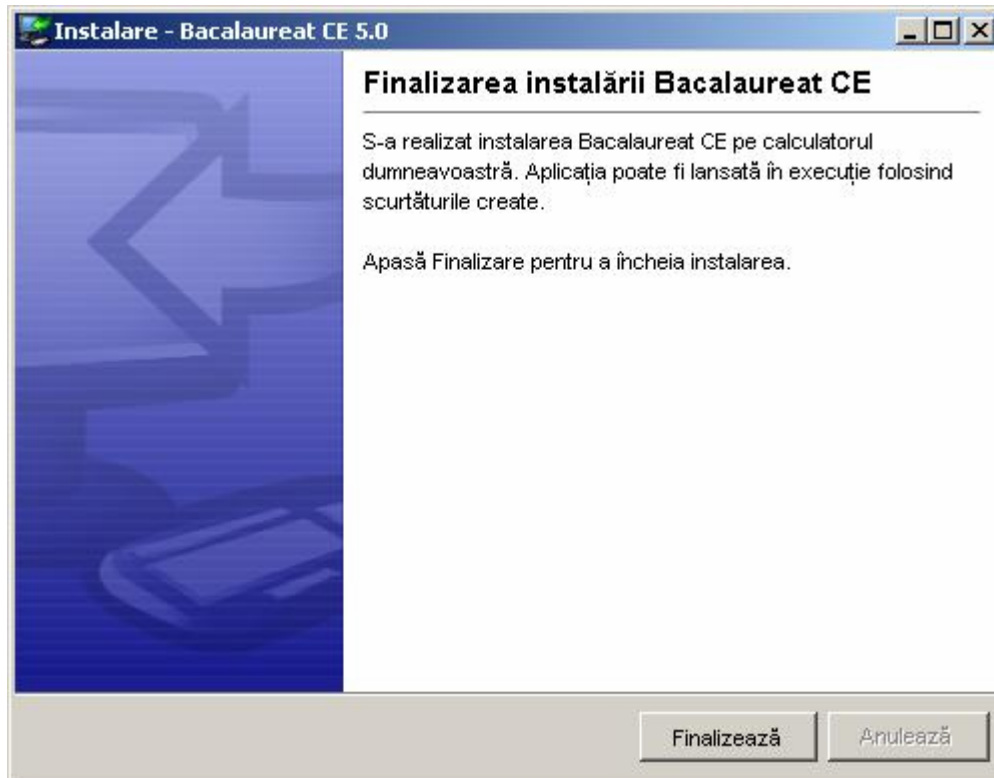 Instalare - Bacalaureat CE 5.0
Finalizarea instalării Bacalaureat CE
S-a realizat instalarea Bacalaureat CE pe calculatorul
dumneavoastră. Aplicația poate fi lansată în execuție folosind
scurtăturile create.
Apasă Finalizare pentru a încheia instalarea.
Finalizează
Anulează